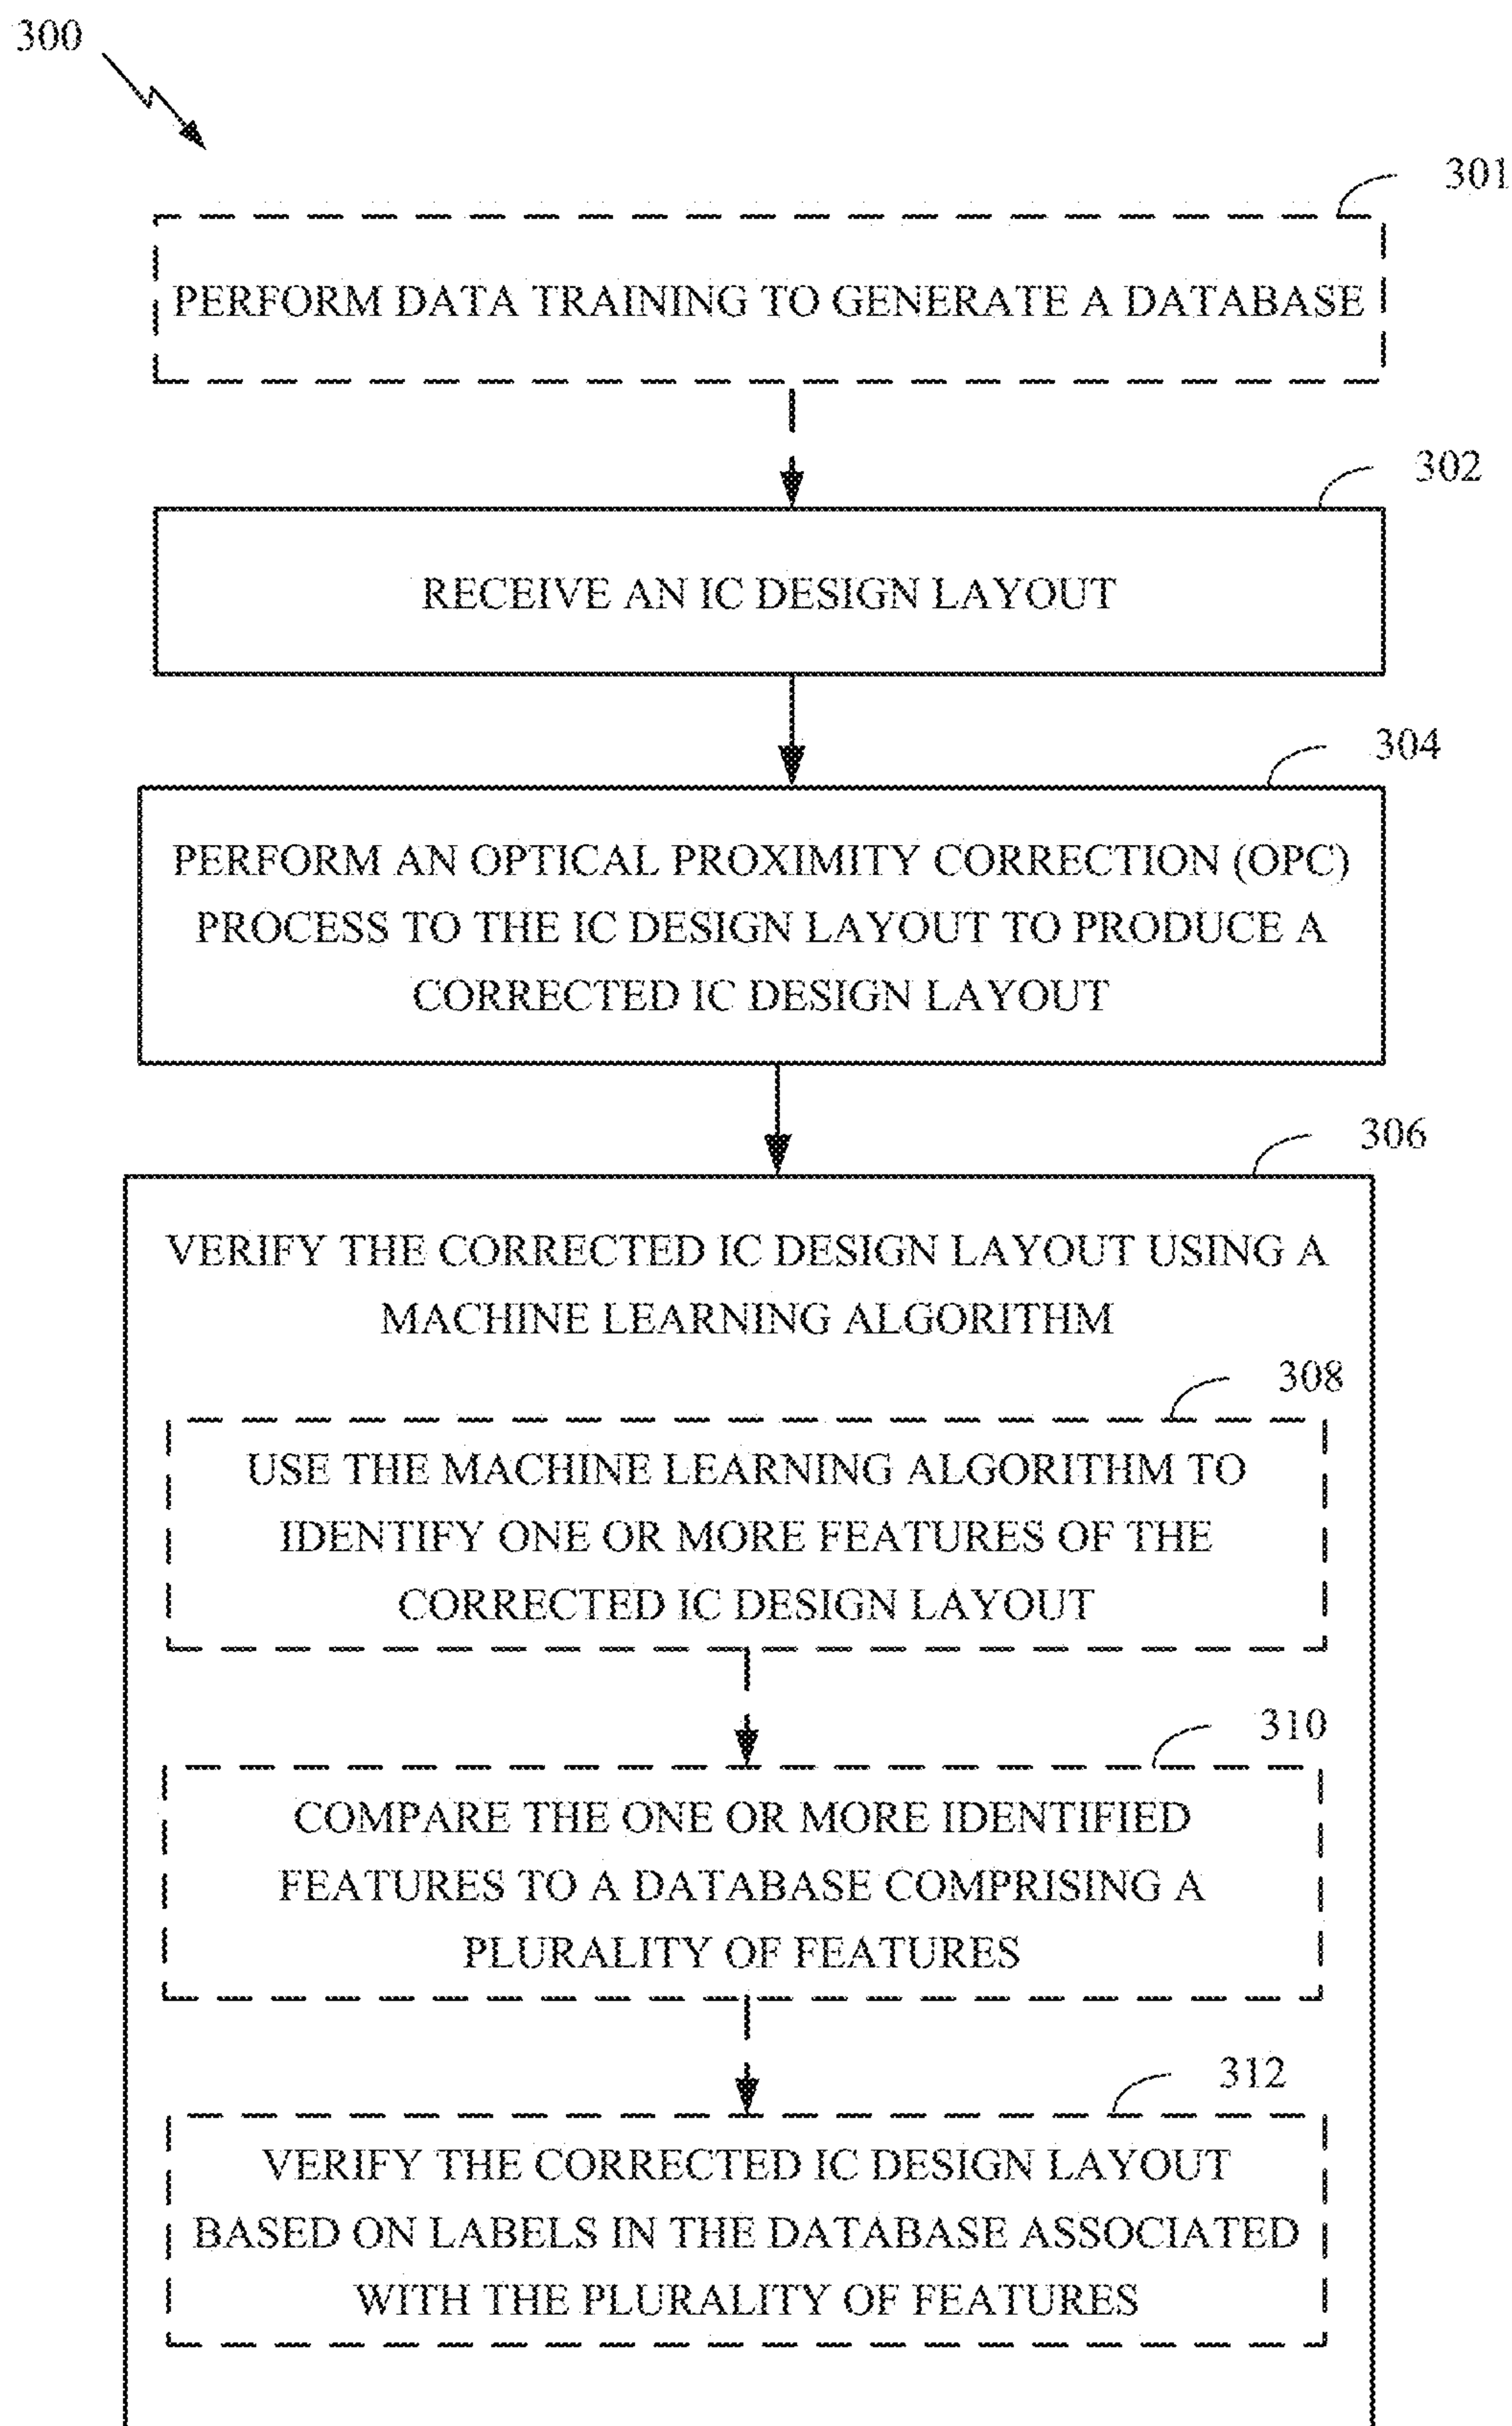 300
301
PERFORM DATA TRAINING TO GENERATE A DATABASE
302
RECEIVE AN IC DESIGN LAYOUT
304
PERFORM AN OPTICAL PROXIMITY CORRECTION (OPC)
PROCESS TO THE IC DESIGN LAYOUT TO PRODUCE A
CORRECTED IC DESIGN LAYOUT
306
VERIFY THE CORRECTED IC DESIGN LAYOUT USING A
MACHINE LEARNING ALGORITHM
308
USE THE MACHINE LEARNING ALGORITHM TO
IDENTIFY ONE OR MORE FEATURES OF THE
CORRECTED IC DESIGN LAYOUT
310
COMPARE THE ONE OR MORE IDENTIFIED
FEATURES TO A DATABASE COMPRISING A
PLURALITY OF FEATURES
312
VERIFY THE CORRECTED IC DESIGN LAYOUT
BASED ON LABELS IN THE DATABASE ASSOCIATED
WITH THE PLURALITY OF FEATURES